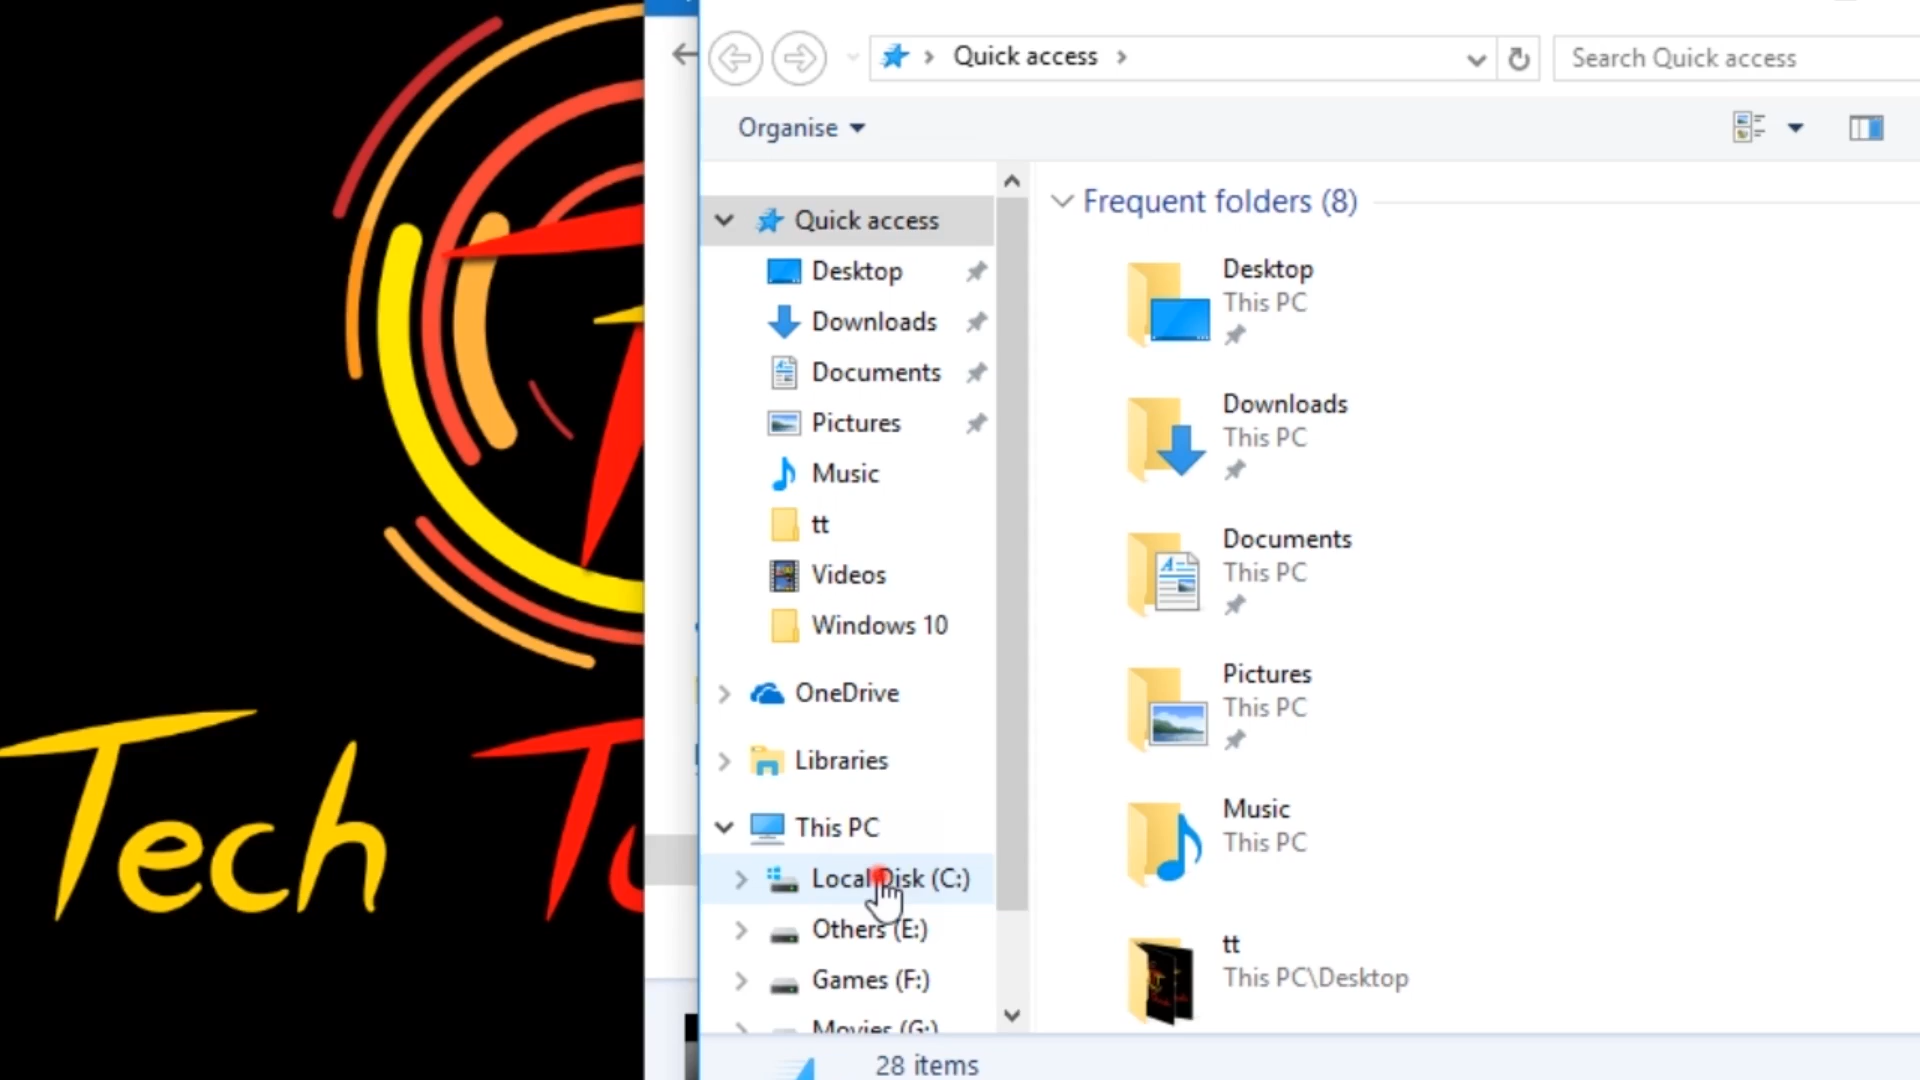 Quick access
Search Quick access
Organise
Quick access
Desktop
Downloads
Documents
Pictures
Music
tt
Videos
Windows 10
OneDrive
Libraries
This PC
Local Disk (C:)
Others (E:)
Games (F:)
Movies (G:)
Frequent folders (8)
Desktop
This PC
Downloads
This PC
Documents
This PC
Pictures
This PC
Music
This PC
tt
This PC\Desktop
28 items
Tech